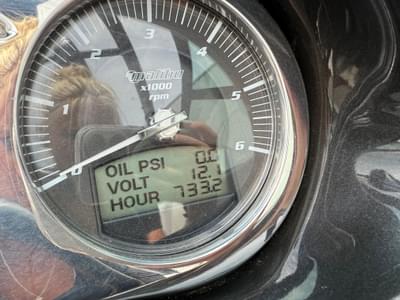 0
1
2
3
4
5
6
malibu
x1000
rpm
OIL PSI 0.0
VOLT 12.1
HOUR 733.2